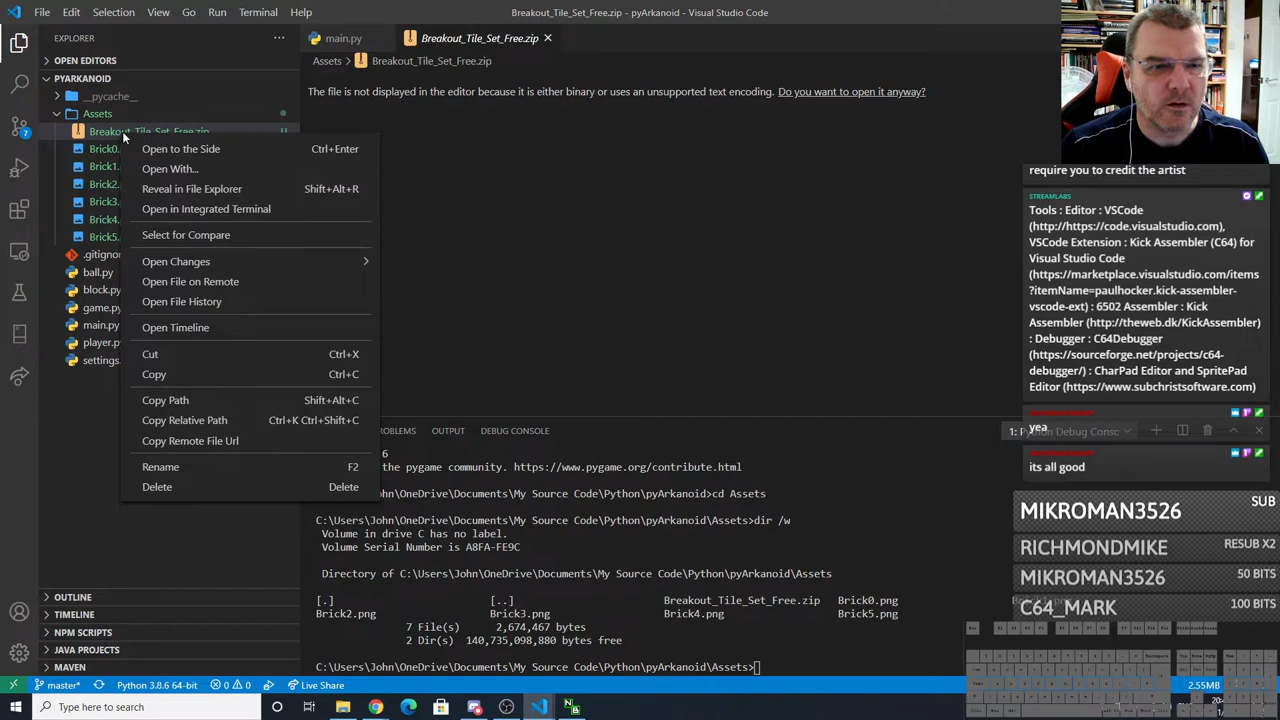 File Edit Selection View Go Run Terminal Help
Breakout_Tile_Set_Free.zip - pyArkanoid - Visual Studio Code
EXPLORER
OPEN EDITORS
PYARKANOID
__pycache__
Assets
Breakout_Tile_Set_Free.zip U
Brick0.
Brick1.
Brick2.
Brick3.
Brick4.
Brick5.
.gitignor
ball.py
block.py
game.py
main.py
player.py
settings.
OUTLINE
TIMELINE
NPM SCRIPTS
JAVA PROJECTS
MAVEN
Open to the Side Ctrl+Enter
Open With...
Reveal in File Explorer Shift+Alt+R
Open in Integrated Terminal
Select for Compare
Open Changes
Open File on Remote
Open File History
Open Timeline
Cut Ctrl+X
Copy Ctrl+C
Copy Path Shift+Alt+C
Copy Relative Path Ctrl+K Ctrl+Shift+C
Copy Remote File Url
Rename F2
Delete Delete
main.py Breakout_Tile_Set_Free.zip
Assets Breakout_Tile_Set_Free.zip
The file is not displayed in the editor because it is either binary or uses an unsupported text encoding. Do you want to open it anyway?
ROBLEMS OUTPUT DEBUG CONSOLE
1: Python Debug Consc
6
the pygame community. https://www.pygame.org/contribute.html
C:\Users\John\OneDrive\Documents\My Source Code\Python\pyArkanoid>cd Assets
C:\Users\John\OneDrive\Documents\My Source Code\Python\pyArkanoid\Assets>dir /w
Volume in drive C has no label.
Volume Serial Number is A8FA-FE9C
Directory of C:\Users\John\OneDrive\Documents\My Source Code\Python\pyArkanoid\Assets
[.] [..] Breakout_Tile_Set_Free.zip Brick0.png
Brick2.png Brick3.png Brick4.png Brick5.png
7 File(s) 2,674,467 bytes
2 Dir(s) 140,735,098,880 bytes free
C:\Users\John\OneDrive\Documents\My Source Code\Python\pyArkanoid\Assets>
require you to credit the artist
STREAMLABS
Tools : Editor : VSCode
(http://https://code.visualstudio.com),
VSCode Extension : Kick Assembler (C64) for
Visual Studio Code
(https://marketplace.visualstudio.com/items
?itemName=paulhocker.kick-assembler-
vscode-ext) : 6502 Assembler : Kick
Assembler (http://theweb.dk/KickAssembler)
: Debugger : C64Debugger
(https://sourceforge.net/projects/c64-
debugger/) : CharPad Editor and SpritePad
Editor (https://www.subchristsoftware.com)
yea
its all good
MIKROMAN3526 SUB
RICHMONDMIKE RESUB X2
MIKROMAN3526 50 BITS
C64_MARK 100 BITS
7
master* Python 3.8.6 64-bit 0 0 Live Share
2.55MB
Type here to search